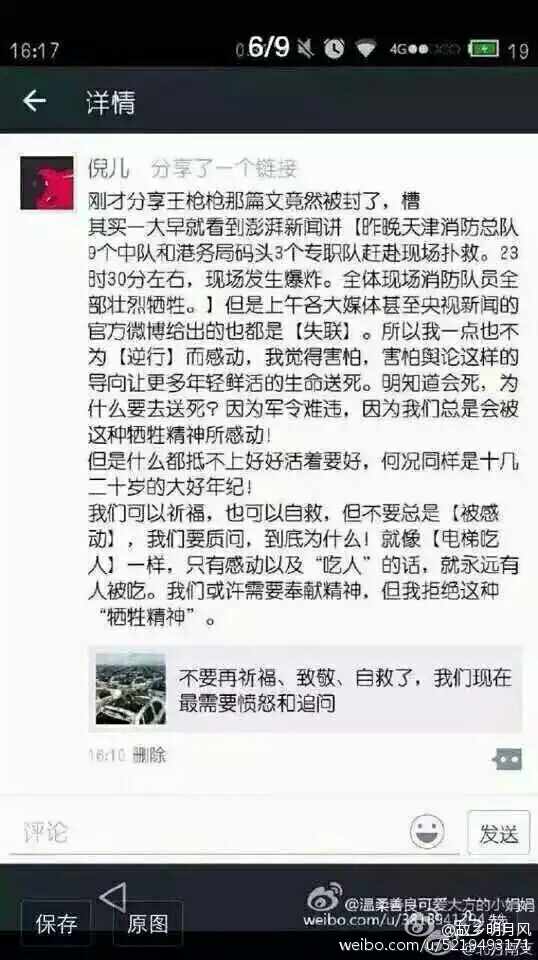 16:17
6/9
4G
19
详情
倪儿 分享了一个链接
刚才分享王枪枪那篇文竟然被封了，槽
其实一大早就看到澎湃新闻讲【昨晚天津消防总队
9个中队和港务局码头3个专职队赶赴现场扑救。23
时30分左右，现场发生爆炸。全体现场消防队员全
部壮烈牺牲。】但是上午各大媒体甚至央视新闻的
官方微博给出的也都是【失联】。所以我一点也不
为【逆行】而感动，我觉得害怕，害怕舆论这样的
导向让更多年轻鲜活的生命送死。明知道会死，为
什么要去送死？因为军令难违，因为我们总是会被
这种牺牲精神所感动！
但是什么都抵不上好好活着要好，何况同样是十几
二十岁的大好年纪！
我们可以祈福，也可以自救，但不要总是【被感
动】，我们要质问，到底为什么！就像【电梯吃
人】一样，只有感动以及“吃人”的话，就永远有
人被吃。我们或许需要奉献精神，但我拒绝这种
“牺牲精神”。
不要再祈福、致敬、自救了，我们现在
最需要愤怒和追问
16:10 删除
评论
发送
保存
原图
@温柔善良可爱大方的小娟娟
@故乡明月风
weibo.com/u/5219493171